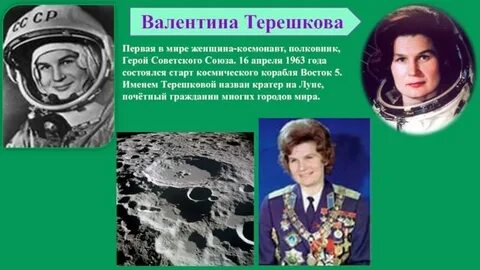 СССР
Валентина Терешкова
Первая в мире женщина-космонавт, полковник,
Герой Советского Союза. 16 апреля 1963 года
состоялся старт космического корабля Восток 5.
Именем Терешковой назван кратер на Луне,
почётный гражданин многих городов мира.